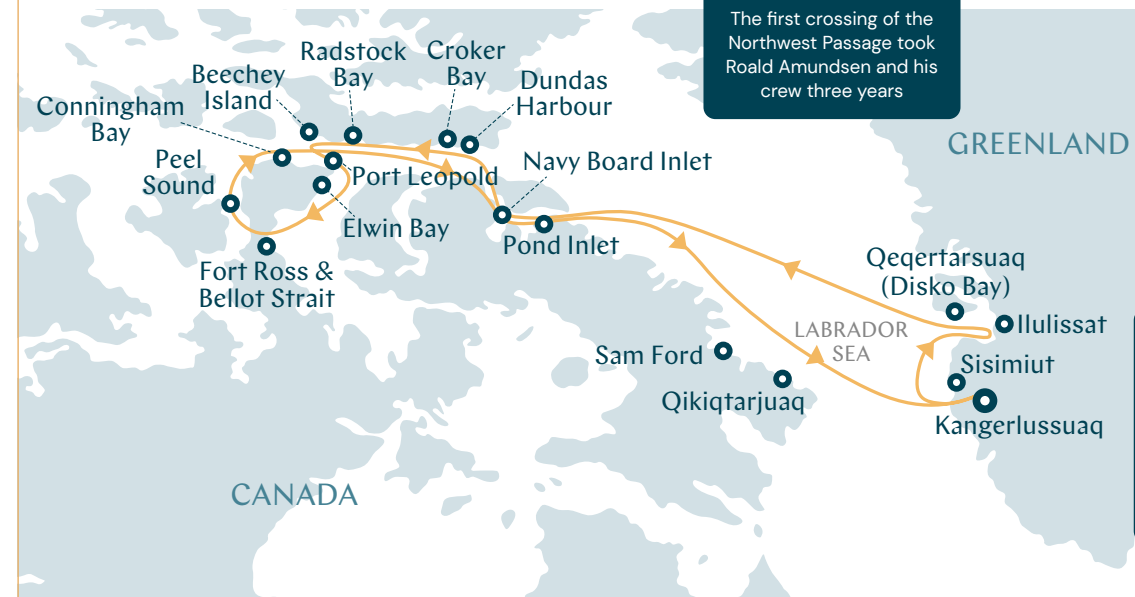 The first crossing of the
Northwest Passage took
Roald Amundsen and his
crew three years
Radstock
Bay
Croker
Bay
Beechey
Island
Dundas
Harbour
Conningham
Bay
GREENLAND
Peel
Sound
Port Leopold
Navy Board Inlet
Elwin Bay
Pond Inlet
Fort Ross &
Bellot Strait
Qeqertarsuaq
(Disko Bay)
Ilulissat
LABRADOR
SEA
Sam Ford
Sisimiut
Qikiqtarjuaq
Kangerlussuaq
CANADA